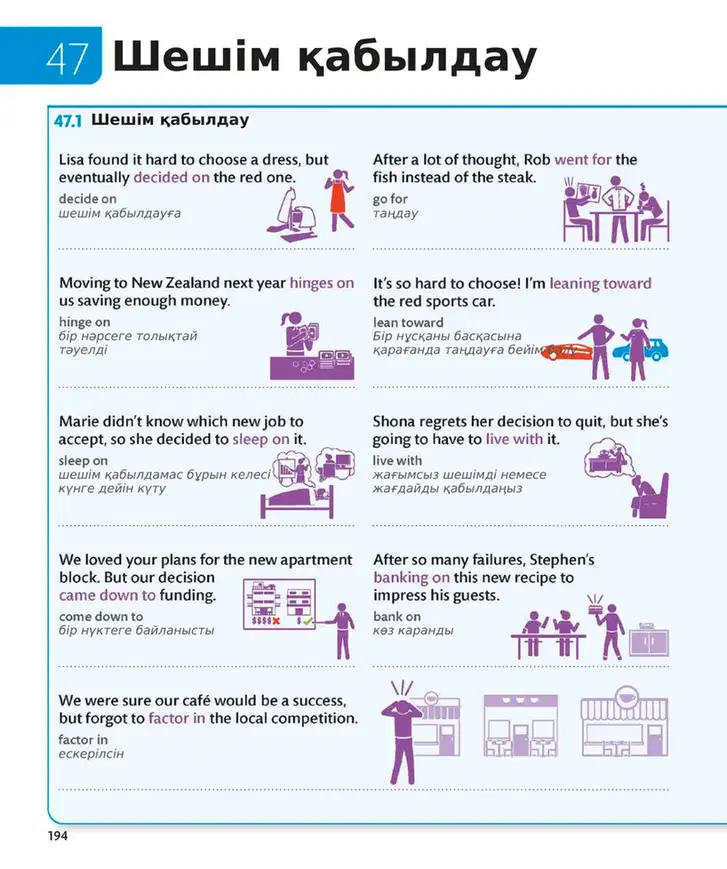 47 Шешім қабылдау
47.1 Шешім қабылдау
Lisa found it hard to choose a dress, but
eventually decided on the red one.
decide on
шешім қабылдауға
After a lot of thought, Rob went for the
fish instead of the steak.
go for
таңдау
Moving to New Zealand next year hinges on
us saving enough money.
hinge on
бір нәрсеге толықтай
тәуелді
It's so hard to choose! I'm leaning toward
the red sports car.
lean toward
Бір нұсқаны басқасына
қарағанда таңдауға бейім болу
Marie didn't know which new job to
accept, so she decided to sleep on it.
sleep on
шешім қабылдамас бұрын келесі
күнге дейін күту
Shona regrets her decision to quit, but she's
going to have to live with it.
live with
жағымсыз шешімді немесе
жағдайды қабылдаңыз
We loved your plans for the new apartment
block. But our decision
came down to funding.
come down to
бір нүктеге байланысты
$$$$ $
After so many failures, Stephen's
banking on this new recipe to
impress his guests.
bank on
көз каранды
We were sure our café would be a success,
but forgot to factor in the local competition.
factor in
ескерілсін
194